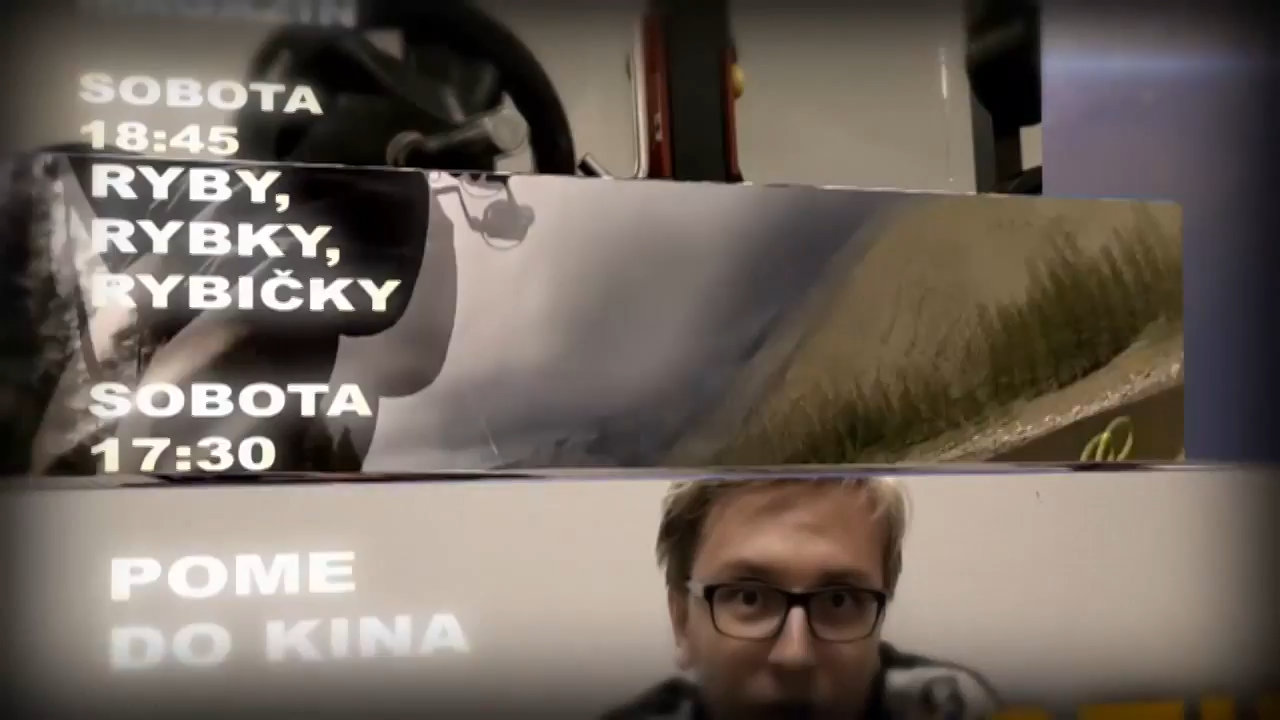 SOBOTA
18:45
RYBY,
RYBKY,
RYBIČKY
SOBOTA
17:30
POME
DO KINA